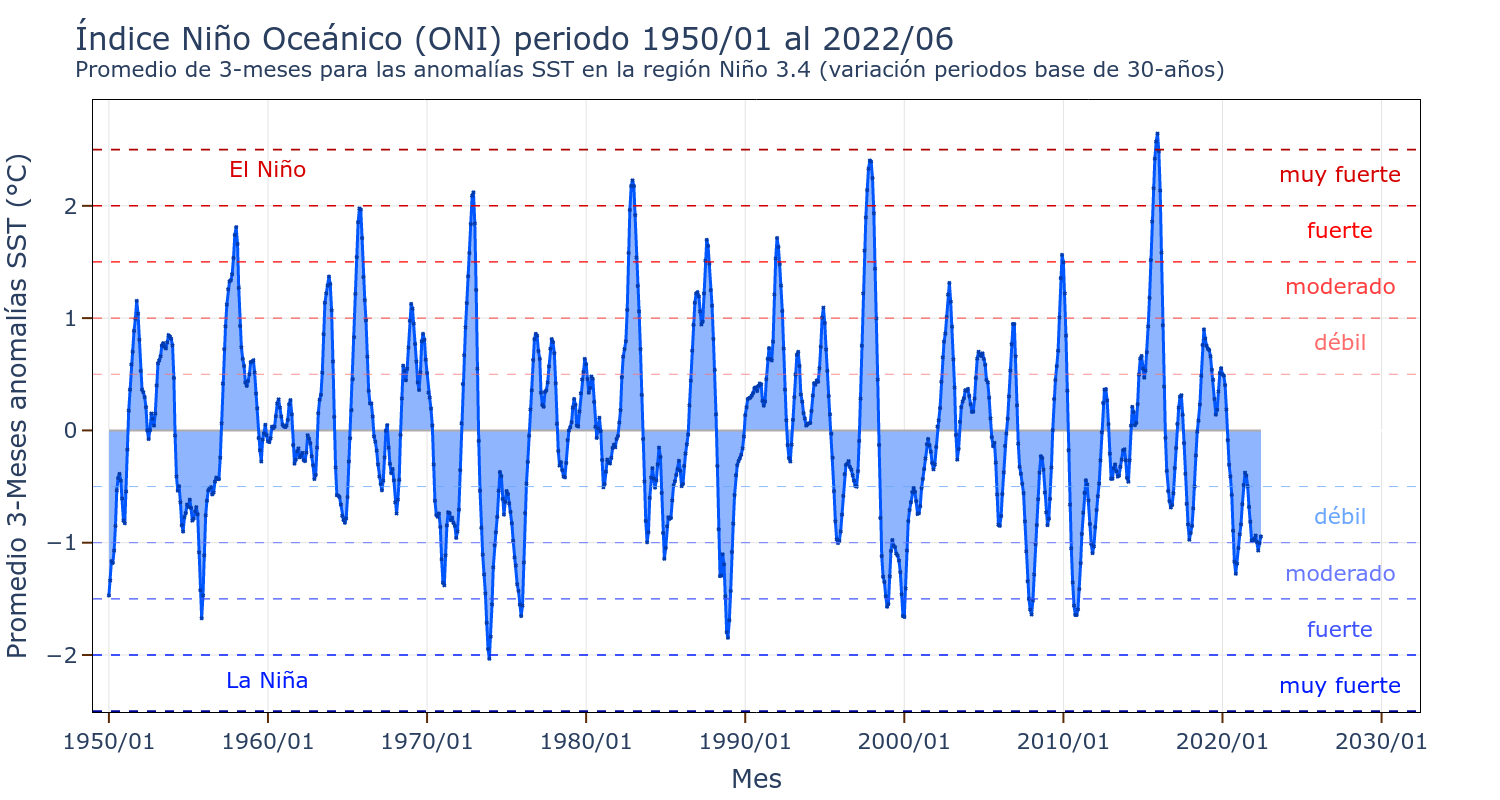 Índice Niño Oceánico (ONI) periodo 1950/01 al 2022/06
Promedio de 3-meses para las anomalías SST en la región Niño 3.4 (variación periodos base de 30-años)
Promedio 3-Meses anomalías SST (°C)
El Niño
muy fuerte
2
fuerte
moderado
1
débil
0
débil
−1
moderado
fuerte
−2
La Niña
muy fuerte
1950/01
1960/01
1970/01
1980/01
1990/01
2000/01
2010/01
2020/01
2030/01
Mes